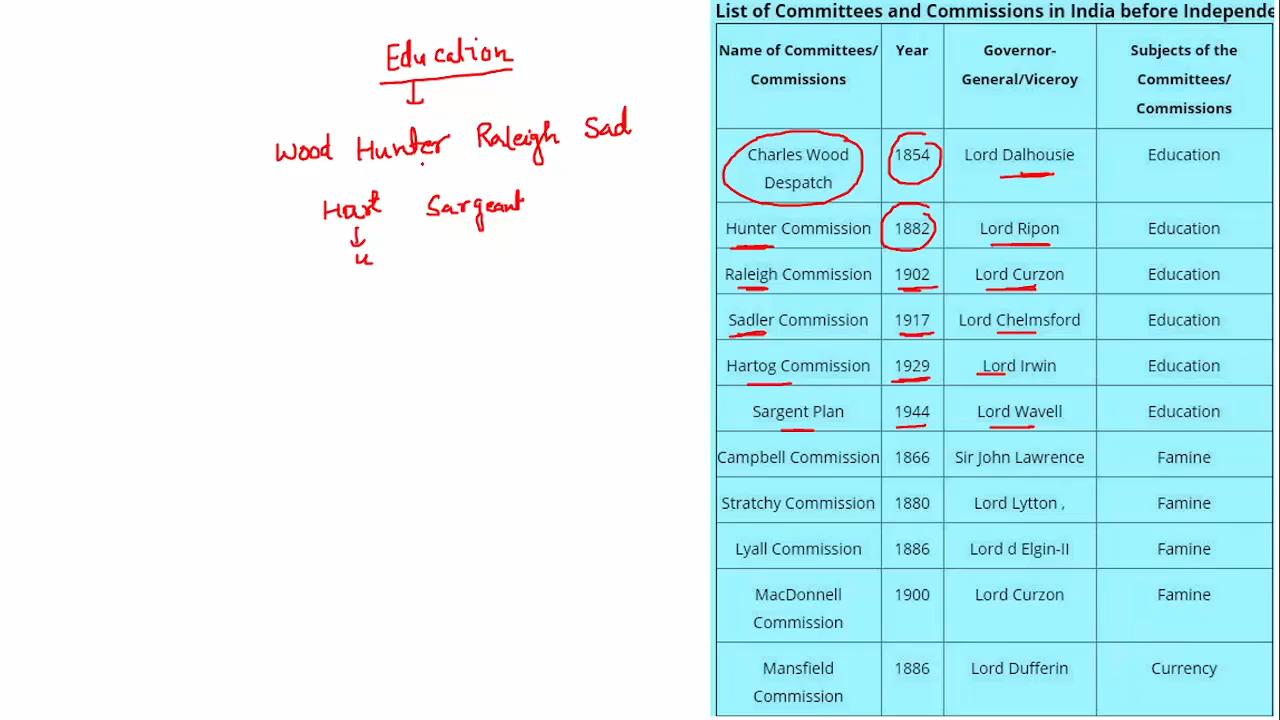 Education
Wood Hunter Raleigh Sad
Hart Sargeant
u
List of Committees and Commissions in India before Independe
Name of Committees/ Commissions Year Governor-General/Viceroy Subjects of the Committees/ Commissions
Charles Wood Despatch 1854 Lord Dalhousie Education
Hunter Commission 1882 Lord Ripon Education
Raleigh Commission 1902 Lord Curzon Education
Sadler Commission 1917 Lord Chelmsford Education
Hartog Commission 1929 Lord Irwin Education
Sargent Plan 1944 Lord Wavell Education
Campbell Commission 1866 Sir John Lawrence Famine
Stratchy Commission 1880 Lord Lytton , Famine
Lyall Commission 1886 Lord d Elgin-II Famine
MacDonnell Commission 1900 Lord Curzon Famine
Mansfield Commission 1886 Lord Dufferin Currency